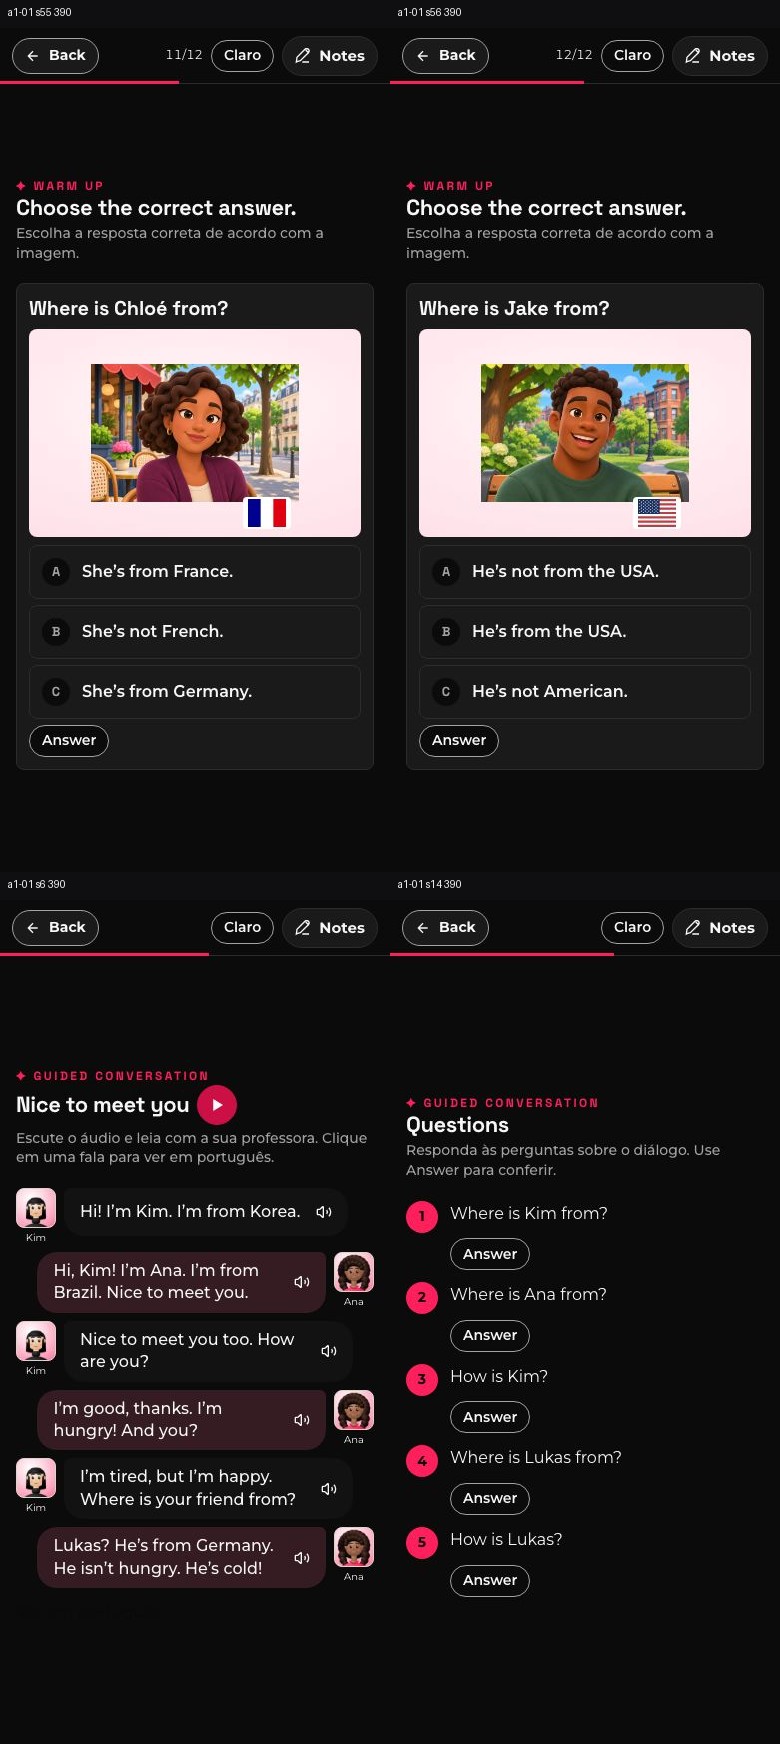 a1-01 s55 390
Back
11/12
Claro
Notes
WARM UP
Choose the correct answer.
Escolha a resposta correta de acordo com a
imagem.
Where is Chloé from?
A She’s from France.
B She’s not French.
C She’s from Germany.
Answer
a1-01 s56 390
Back
12/12
Claro
Notes
WARM UP
Choose the correct answer.
Escolha a resposta correta de acordo com a
imagem.
Where is Jake from?
A He’s not from the USA.
B He’s from the USA.
C He’s not American.
Answer
a1-01 s6 390
Back
Claro
Notes
GUIDED CONVERSATION
Nice to meet you
Escute o áudio e leia com a sua professora. Clique
em uma fala para ver em português.
Hi! I’m Kim. I’m from Korea.
Kim
Hi, Kim! I’m Ana. I’m from
Brazil. Nice to meet you.
Ana
Nice to meet you too. How
are you?
Kim
I’m good, thanks. I’m
hungry! And you?
Ana
I’m tired, but I’m happy.
Where is your friend from?
Kim
Lukas? He’s from Germany.
He isn’t hungry. He’s cold!
Ana
a1-01 s14 390
Back
Claro
Notes
GUIDED CONVERSATION
Questions
Responda às perguntas sobre o diálogo. Use
Answer para conferir.
1 Where is Kim from?
Answer
2 Where is Ana from?
Answer
3 How is Kim?
Answer
4 Where is Lukas from?
Answer
5 How is Lukas?
Answer